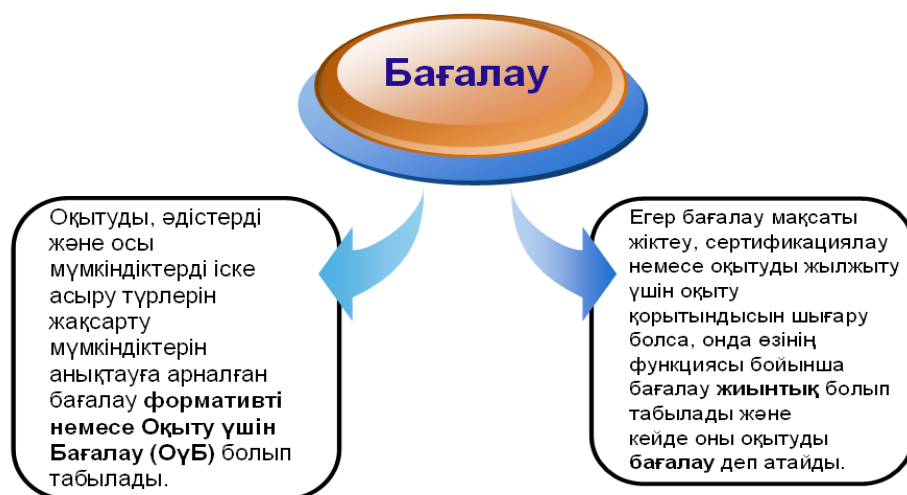 Бағалау
Оқытуды, әдістерді
және осы
мүмкіндіктерді іске
асыру түрлерін
жақсарту
мүмкіндіктерін
анықтауға арналған
бағалау формативті
немесе Оқыту үшін
Бағалау (ОүБ) болып
табылады.
Егер бағалау мақсаты
жіктеу, сертификациялау
немесе оқытуды жылжыту
үшін оқыту
қорытындысын шығару
болса, онда өзінің
функциясы бойынша
бағалау жиынтық болып
табылады және
кейде оны оқытуды
бағалау деп атайды.